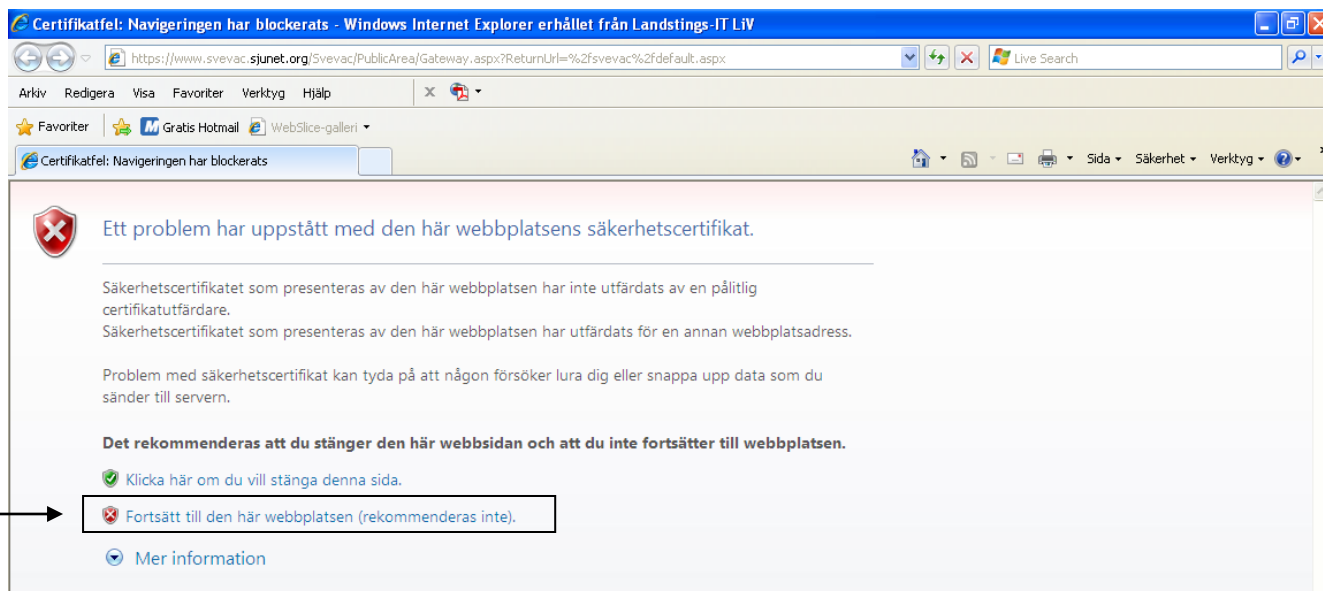 Certifikatfel: Navigeringen har blockerats - Windows Internet Explorer erhållet från Landstings-IT LiV
https://www.svevac.sjunet.org/Svevac/PublicArea/Gateway.aspx?ReturnUrl=%2fsvevac%2fdefault.aspx
Live Search
Arkiv Redigera Visa Favoriter Verktyg Hjälp
Favoriter Gratis Hotmail WebSlice-galleri
Certifikatfel: Navigeringen har blockerats
Sida Säkerhet Verktyg
Ett problem har uppstått med den här webbplatsens säkerhetscertifikat.
Säkerhetscertifikatet som presenteras av den här webbplatsen har inte utfärdats av en pålitlig
certifikatutfärdare.
Säkerhetscertifikatet som presenteras av den här webbplatsen har utfärdats för en annan webbplatsadress.
Problem med säkerhetscertifikat kan tyda på att någon försöker lura dig eller snappa upp data som du
sänder till servern.
Det rekommenderas att du stänger den här webbsidan och att du inte fortsätter till webbplatsen.
Klicka här om du vill stänga denna sida.
Fortsätt till den här webbplatsen (rekommenderas inte).
Mer information